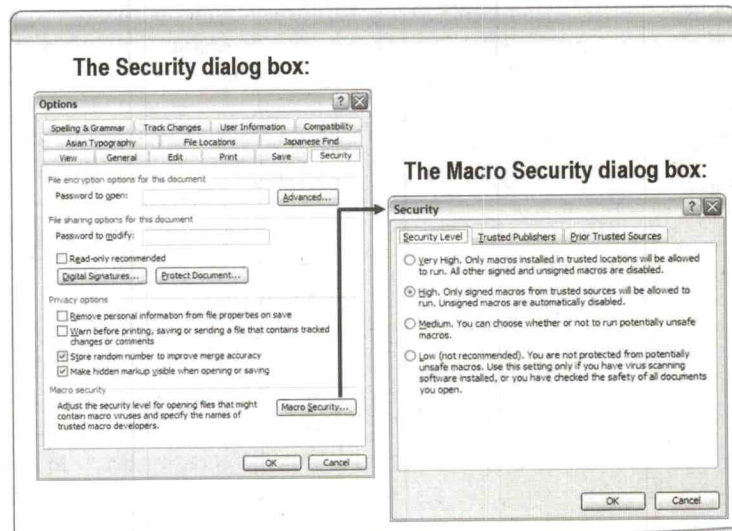 The Security dialog box:
Options
Spelling & Grammar Track Changes User Information Compatibility
Asian Typography File Locations Japanese Find
View General Edit Print Save Security
File encryption options for this document
Password to open:
Advanced...
File sharing options for this document
Password to modify:
Read-only recommended
Digital Signatures... Protect Document...
Privacy options
Remove personal information from file properties on save
Warn before printing, saving or sending a file that contains tracked
changes or comments
Store random number to improve merge accuracy
Make hidden markup visible when opening or saving
Macro security
Adjust the security level for opening files that might
contain macro viruses and specify the names of
trusted macro developers.
Macro Security...
OK Cancel
The Macro Security dialog box:
Security
Security Level Trusted Publishers Prior Trusted Sources
Very High. Only macros installed in trusted locations will be allowed
to run. All other signed and unsigned macros are disabled.
High. Only signed macros from trusted sources will be allowed to
run. Unsigned macros are automatically disabled.
Medium. You can choose whether or not to run potentially unsafe
macros.
Low (not recommended). You are not protected from potentially
unsafe macros. Use this setting only if you have virus scanning
software installed, or you have checked the safety of all documents
you open.
OK Cancel